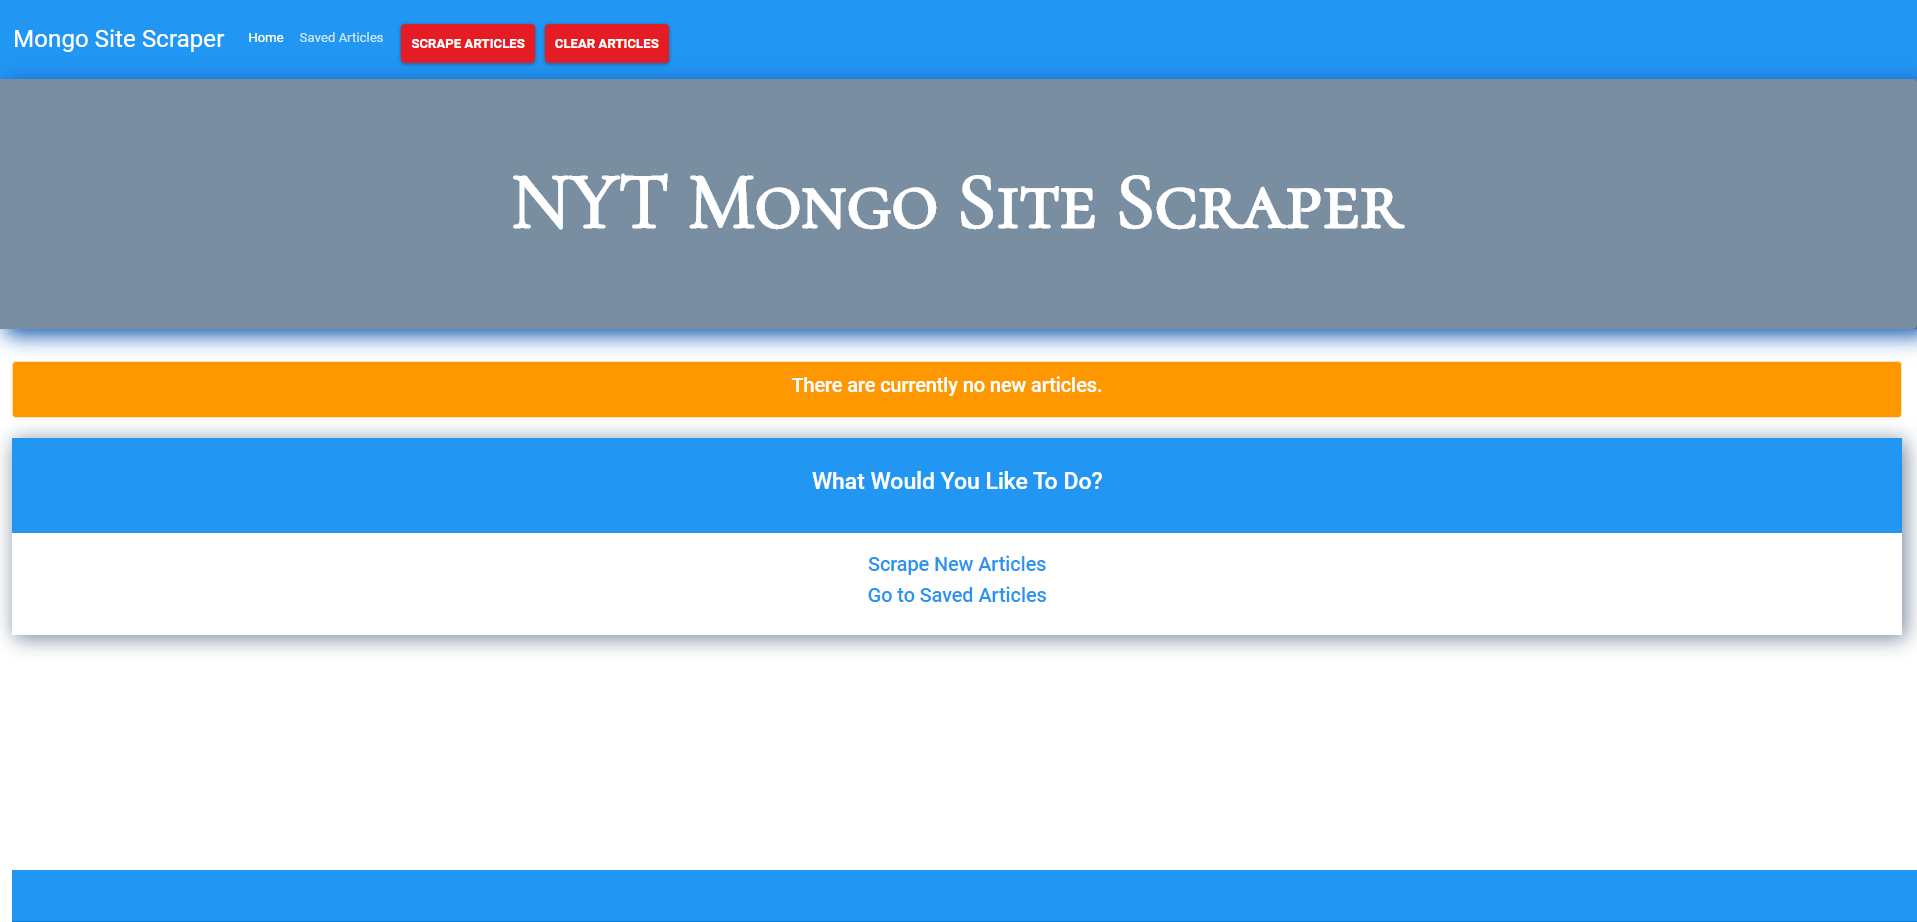 Mongo Site Scraper Home Saved Articles SCRAPE ARTICLES CLEAR ARTICLES
NYT Mongo Site Scraper
There are currently no new articles.
What Would You Like To Do?
Scrape New Articles
Go to Saved Articles